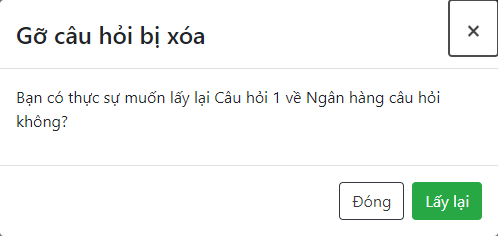 Gỡ câu hỏi bị xóa
×
Bạn có thực sự muốn lấy lại Câu hỏi 1 về Ngân hàng câu hỏi
không?
Đóng
Lấy lại